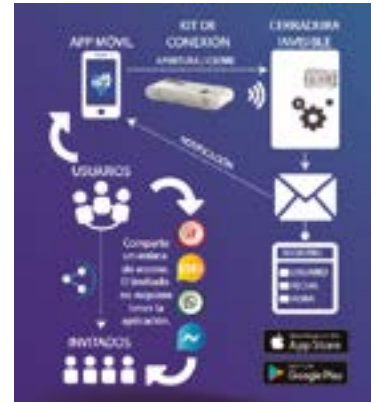 APP MÓVIL
KIT DE
CONEXIÓN
CERRADURA
INVISIBLE
APERTURA / CIERRE
NOTIFICACIÓN
USUARIOS
Comparte
un enlace
de acceso.
El invitado
no requiere
tener la
aplicación.
INVITADOS
REGISTRO
USUARIO
FECHA
HORA
App Store
Google Play